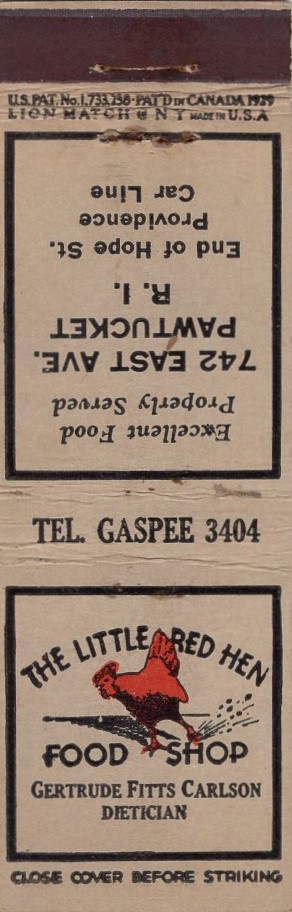 U.S. PAT. No. 1,733,758 · PAT'D IN CANADA 1929
LION MATCH Co N Y MADE IN U.S.A
Excellent Food
Properly Served
742 EAST AVE.
PAWTUCKET
R. I.
End of Hope St.
Providence
Car Line
TEL. GASPEE 3404
THE LITTLE RED HEN
FOOD SHOP
GERTRUDE FITTS CARLSON
DIETICIAN
CLOSE COVER BEFORE STRIKING